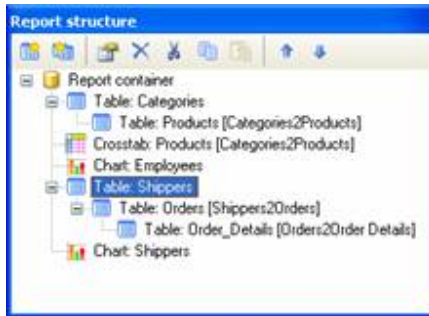 Report structure
Report container
Table: Categories
Table: Products [Categories2Products]
Crosstab: Products [Categories2Products]
Chart: Employees
Table: Shippers
Table: Orders [Shippers2Orders]
Table: Order_Details [Orders2Order Details]
Chart: Shippers